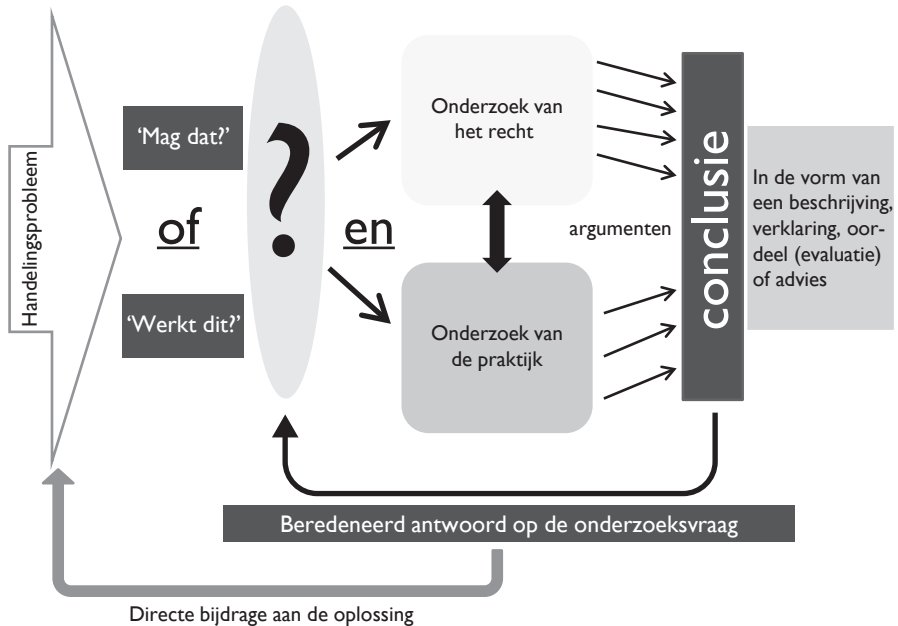 Handelingsprobleem
‘Mag dat?’
of
‘Werkt dit?’
?
en
Onderzoek van
het recht
argumenten
Onderzoek van
de praktijk
conclusie
In de vorm van
een beschrijving,
verklaring, oor-
deel (evaluatie)
of advies
Beredeneerd antwoord op de onderzoeksvraag
Directe bijdrage aan de oplossing